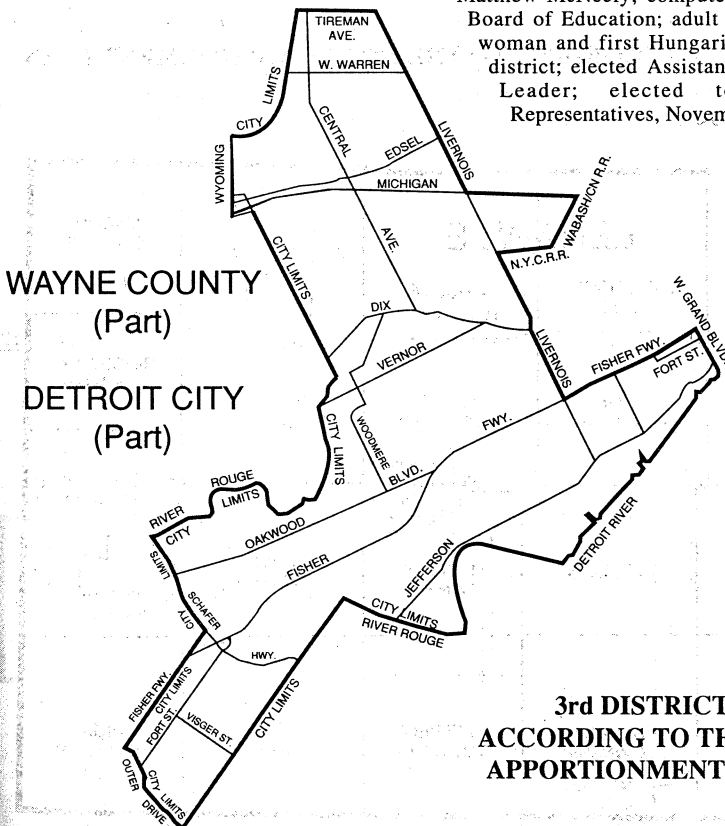 Matthew McNeely, compute
Board of Education; adult
woman and first Hungari
district; elected Assistan
Leader; elected t
Representatives, Novem
TIREMAN
AVE.
W. WARREN
CITY LIMITS
CENTRAL
AVE.
EDSEL
LIVERNOIS
MICHIGAN
WYOMING
WABASH/CN R.R.
N.Y.C.R.R.
CITY LIMITS
WAYNE COUNTY
(Part)
DETROIT CITY
(Part)
DIX
VERNOR
LIVERNOIS
W. GRAND BLVD.
FISHER FWY.
FORT ST.
CITY LIMITS
WOODMERE
FWY.
BLVD.
RIVER ROUGE
CITY LIMITS
OAKWOOD
FISHER
DETROIT RIVER
JEFFERSON
CITY LIMITS
RIVER ROUGE
CITY LIMITS
SCHAFER
HWY.
FISHER FWY.
CITY LIMITS
FORT ST.
VISGER ST.
CITY LIMITS
OUTER
DRIVE
CITY LIMITS
3rd DISTRICT
ACCORDING TO TH
APPORTIONMENT